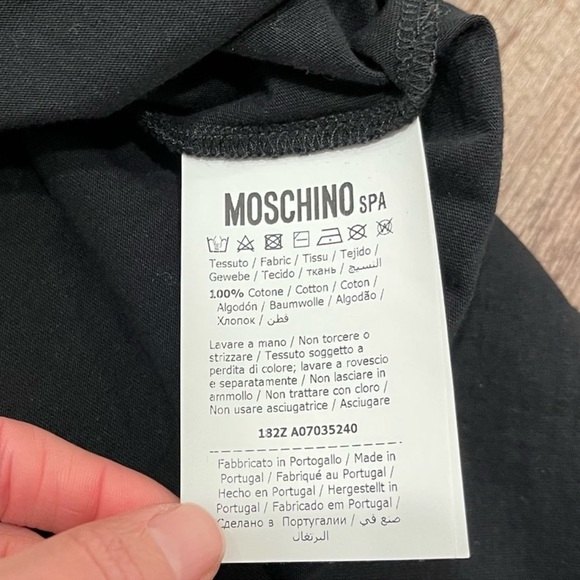 MOSCHINO SPA
Tessuto / Fabric / Tissu / Tejido /
Gewebe / Tecido / ткань / النسيج
100% Cotone / Cotton / Coton /
Algodón / Baumwolle / Algodão /
Хлопок / قطن
Lavare a mano / Non torcere o
strizzare / Tessuto soggetto a
perdita di colore; lavare a rovescio
e separatamente / Non lasciare in
ammollo / Non trattare con cloro /
Non usare asciugatrice / Asciugare
182Z A07035240
Fabbricato in Portogallo / Made in
Portugal / Fabriqué au Portugal /
Hecho en Portugal / Hergestellt in
Portugal / Fabricado em Portugal /
Сделано в Португалии / صنع في
البرتغال